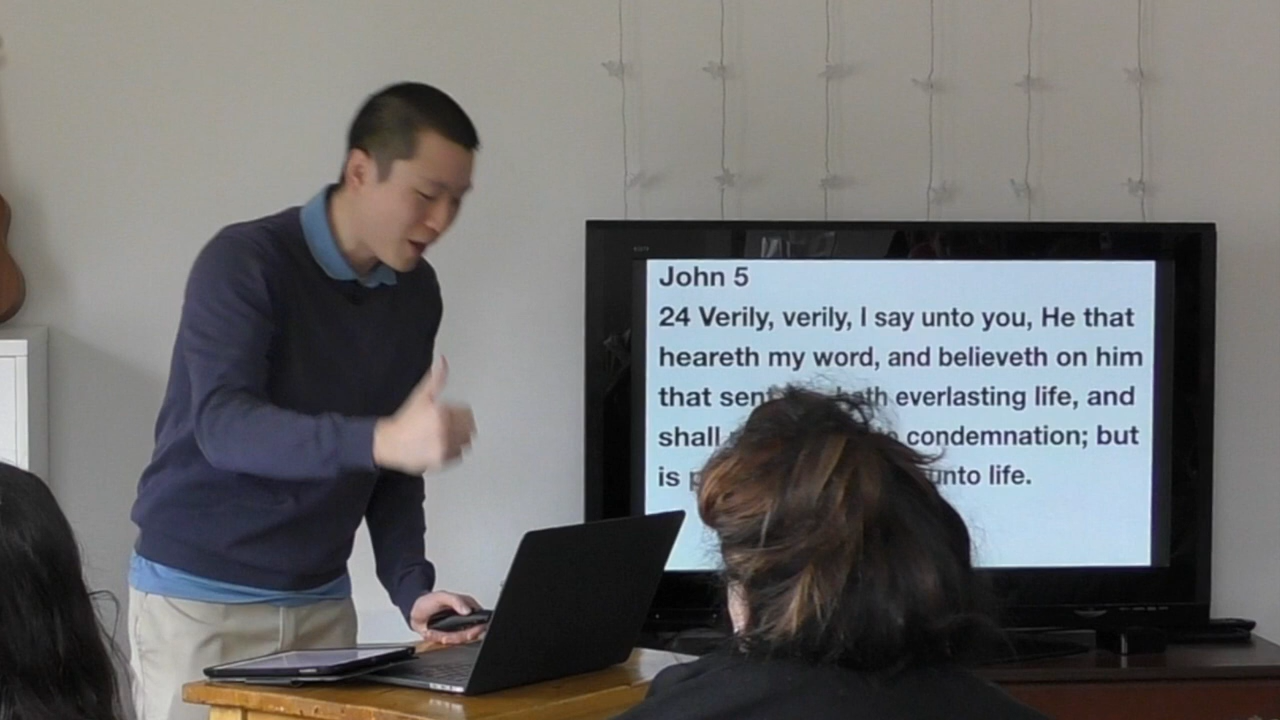 John 5
24 Verily, verily, I say unto you, He that
heareth my word, and believeth on him
that sent hath everlasting life, and
shall condemnation; but
is unto life.